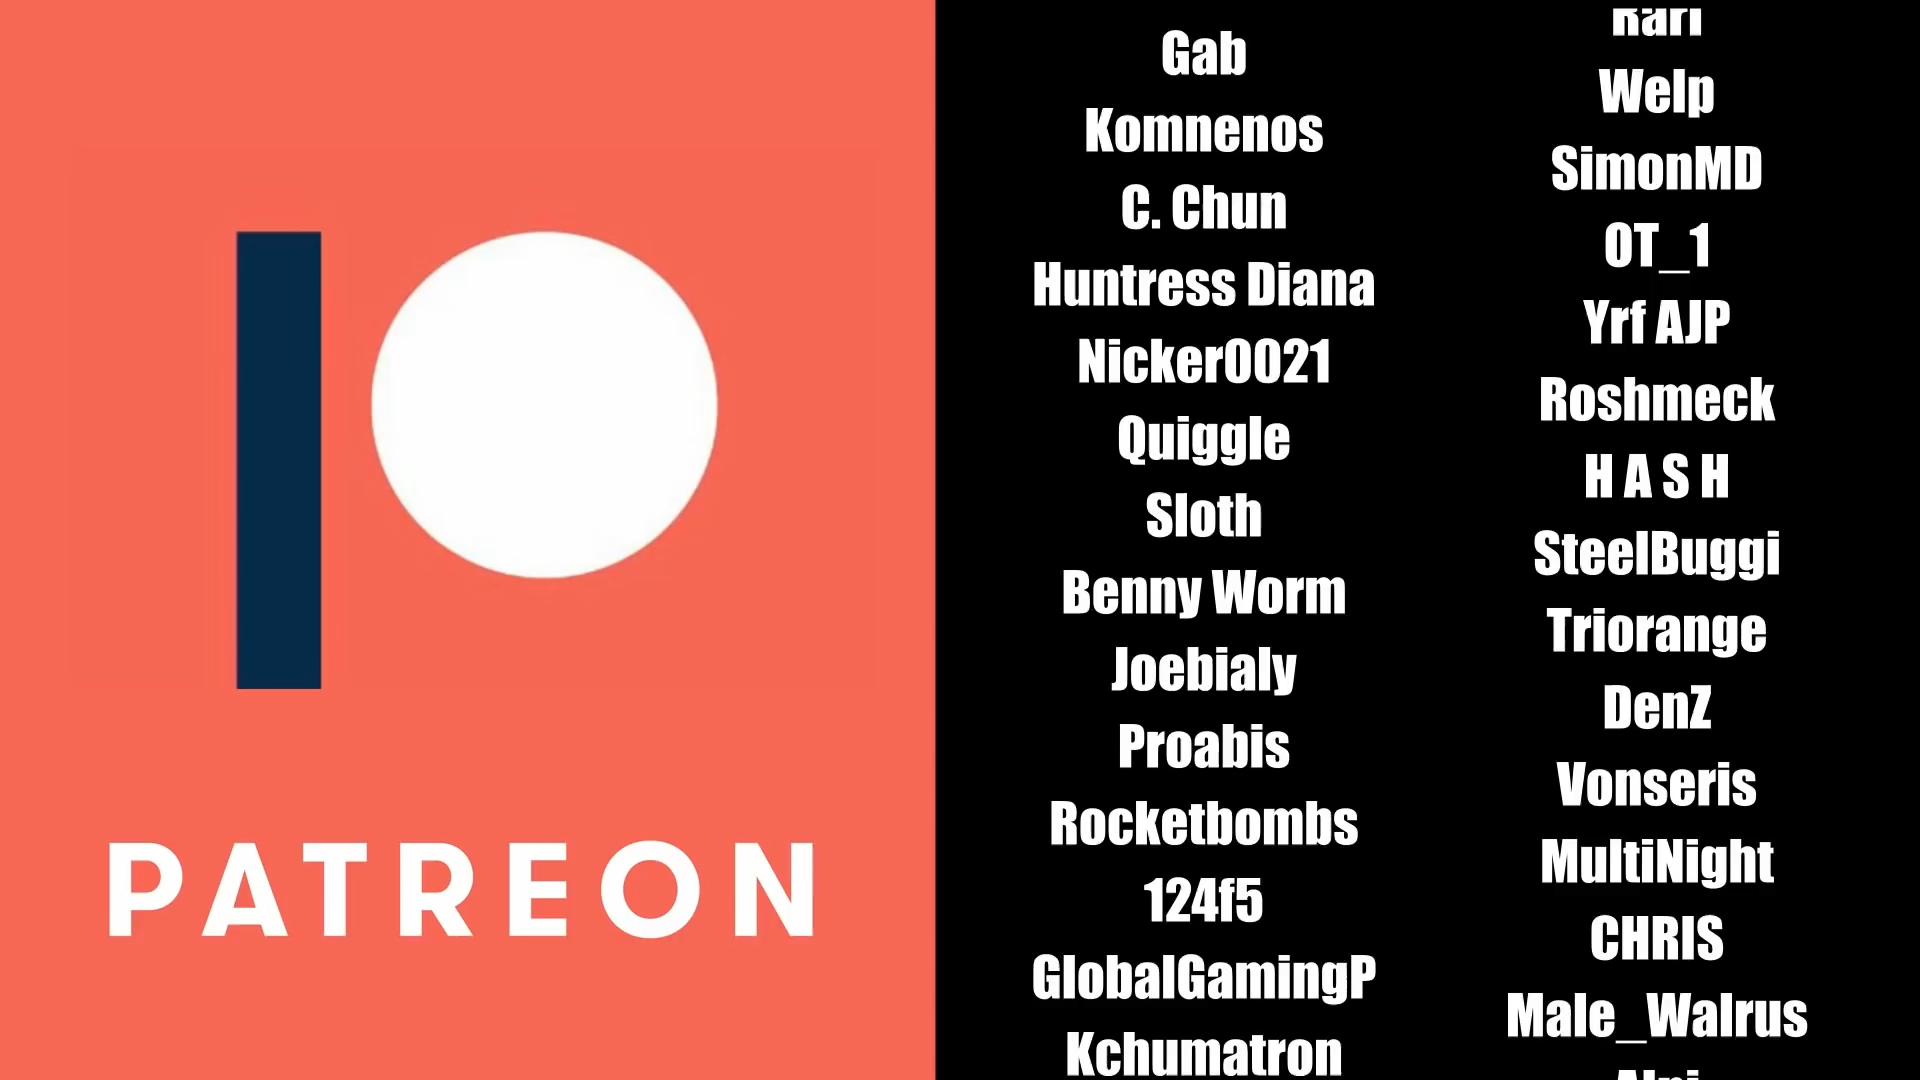 PATREON
Gab
Komnenos
C. Chun
Huntress Diana
Nicker0021
Quiggle
Sloth
Benny Worm
Joebialy
Proabis
Rocketbombs
124f5
GlobalGamingP
Kchumatron
Welp
SimonMD
OT_1
Yrf AJP
Roshmeck
H A S H
SteelBuggi
Triorange
DenZ
Vonseris
MultiNight
CHRIS
Male_Walrus